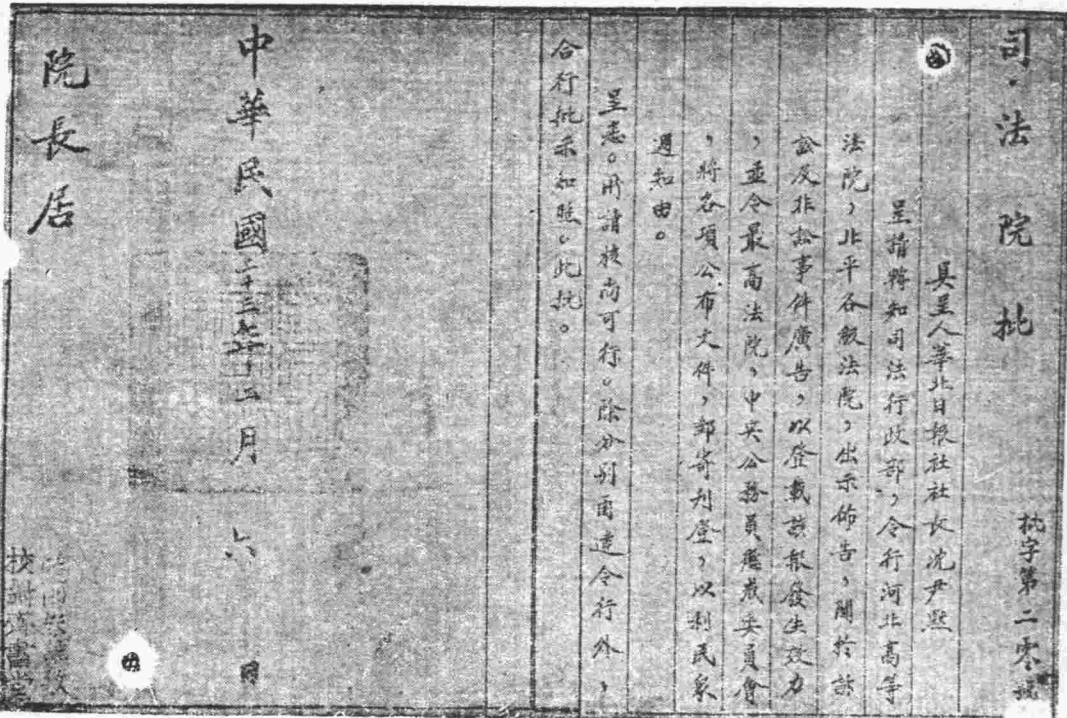 司法院批
批字第二零號
具呈人華北日報社社長沈尹默
呈請轉知司法行政部，令行河北高等
法院，北平各級法院，出示佈告，關於訴
訟及非訟事件廣告，以登載該報發生效力
，並令最高法院，中央公務員懲戒委員會
，將各項公布文件，郵寄刊登，以利民眾
週知由。
呈悉。所請核尚可行。除分別函達令行外，
合行批示知照。此批。
中華民國二十三年十二月六日
院長居